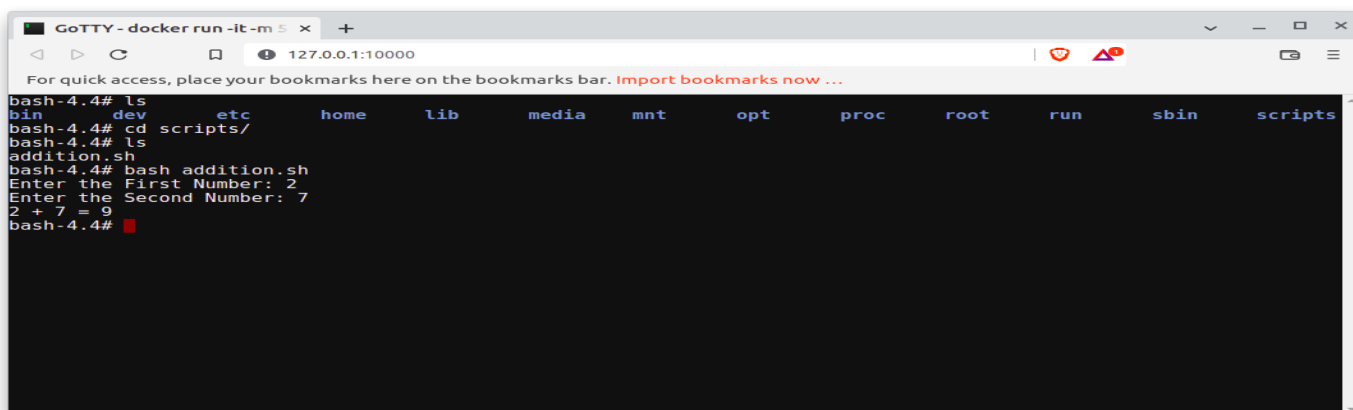 GoTTY - docker run -it -m 5
127.0.0.1:10000
1
For quick access, place your bookmarks here on the bookmarks bar. Import bookmarks now ...
bash-4.4# ls
bin dev etc home lib media mnt opt proc root run sbin scripts
bash-4.4# cd scripts/
bash-4.4# ls
addition.sh
bash-4.4# bash addition.sh
Enter the First Number: 2
Enter the Second Number: 7
2 + 7 = 9
bash-4.4#